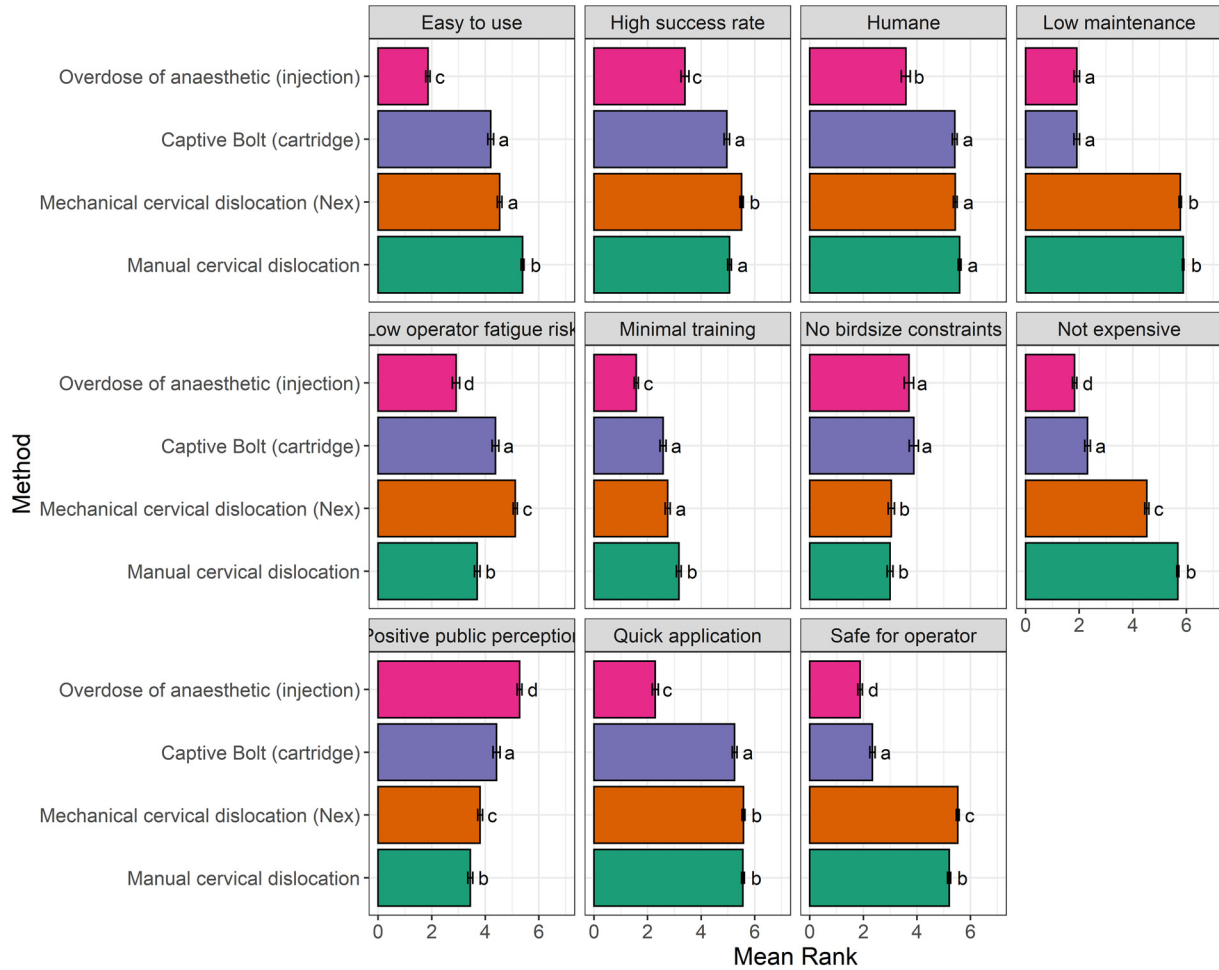 Easy to use
High success rate
Humane
Low maintenance
Overdose of anaesthetic (injection)
c
c
b
a
Captive Bolt (cartridge)
a
a
a
a
Mechanical cervical dislocation (Nex)
a
b
a
b
Manual cervical dislocation
b
a
a
b
Low operator fatigue risk
Minimal training
No birdsize constraints
Not expensive
Overdose of anaesthetic (injection)
d
c
a
d
Captive Bolt (cartridge)
a
a
a
a
Method
Mechanical cervical dislocation (Nex)
c
a
b
c
Manual cervical dislocation
b
b
b
b
0 2 4 6
Positive public perception
Quick application
Safe for operator
Overdose of anaesthetic (injection)
d
c
d
Captive Bolt (cartridge)
a
a
a
Mechanical cervical dislocation (Nex)
c
b
c
Manual cervical dislocation
b
b
b
0 2 4 6
0 2 4 6
0 2 4 6
Mean Rank